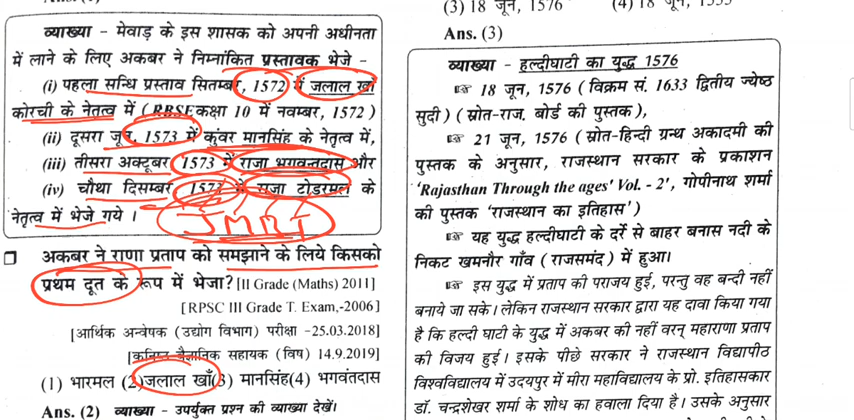 व्याख्या - मेवाड़ के इस शासक को अपनी अधीनता
में लाने के लिए अकबर ने निम्नांकित प्रस्तावक भेजे -
(i) पहला सन्धि प्रस्ताव सितम्बर, 1572 में जलाल खाँ
कोरची के नेतृत्व में (RBSE कक्षा 10 में नवम्बर, 1572)
(ii) दूसरा जून, 1573 में कुंवर मानसिंह के नेतृत्व में,
(iii) तीसरा अक्टूबर 1573 में राजा भगवन्तदास और
(iv) चौथा दिसम्बर 1573 में राजा टोडरमल के
नेतृत्व में भेजे गये ।
JMBT
अकबर ने राणा प्रताप को समझाने के लिये किसको
प्रथम दूत के रूप में भेजा? [II Grade (Maths) 2011]
[RPSC III Grade T. Exam,-2006]
[आर्थिक अन्वेषक (उद्योग विभाग) परीक्षा -25.03.2018]
[कनिष्ठ वैज्ञानिक सहायक (विष) 14.9.2019]
(1) भारमल (2) जलाल खाँ (3) मानसिंह (4) भगवंतदास
Ans. (2) व्याख्या - उपर्युक्त प्रश्न की व्याख्या देखें।
(3) 18 जून, 1576 (4) 18 जून, 1555
Ans. (3)
व्याख्या - हल्दीघाटी का युद्ध 1576
☞ 18 जून, 1576 (विक्रम सं. 1633 द्वितीय ज्येष्ठ
सुदी) (स्रोत-राज. बोर्ड की पुस्तक),
☞ 21 जून, 1576 (स्रोत-हिन्दी ग्रन्थ अकादमी की
पुस्तक के अनुसार, राजस्थान सरकार के प्रकाशन
'Rajasthan Through the ages' Vol. - 2', गोपीनाथ शर्मा
की पुस्तक 'राजस्थान का इतिहास')
☞ यह युद्ध हल्दीघाटी के दर्रे से बाहर बनास नदी के
निकट खमनौर गाँव (राजसमंद) में हुआ।
☞ इस युद्ध में प्रताप की पराजय हुई, परन्तु वह बन्दी नहीं
बनाये जा सके। लेकिन राजस्थान सरकार द्वारा यह दावा किया गया
है कि हल्दी घाटी के युद्ध में अकबर की नहीं वरन् महाराणा प्रताप
की विजय हुई। इसके पीछे सरकार ने राजस्थान विद्यापीठ
विश्वविद्यालय में उदयपुर में मीरा महाविद्यालय के प्रो. इतिहासकार
डॉ. चन्द्रशेखर शर्मा के शोध का हवाला दिया है। उसके अनुसार